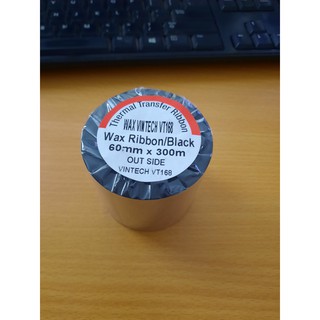 Thermal Transfer Ribbon
WAX VINTECH VT168
Wax Ribbon/Black
60mm x 300m
OUT SIDE
VINTECH VT168